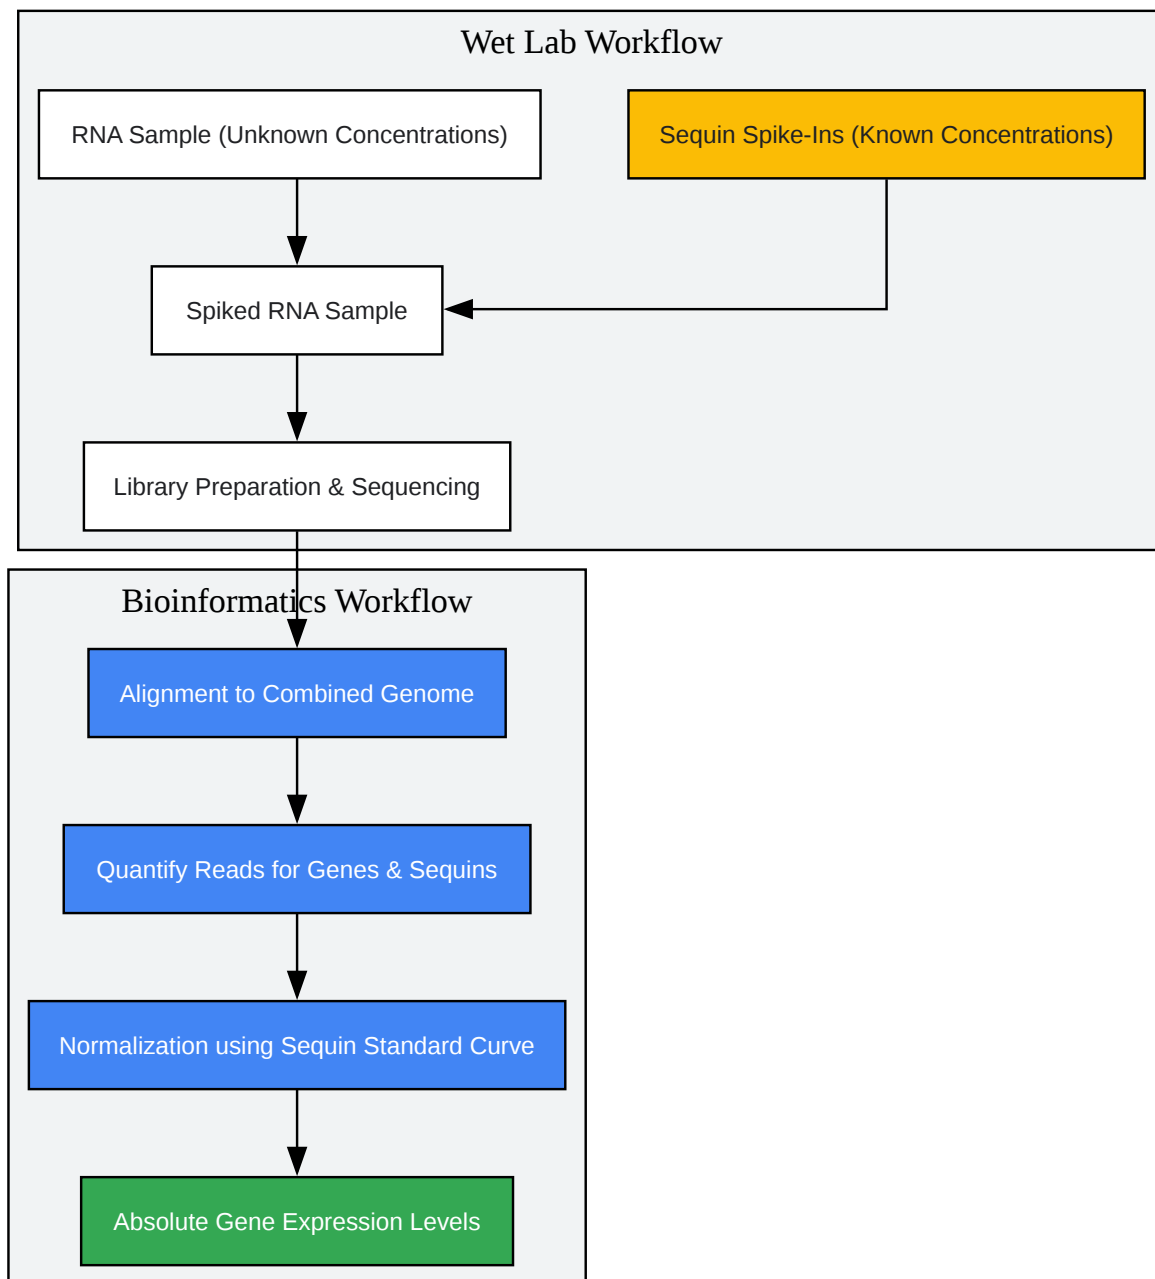 Wet Lab Workflow
RNA Sample (Unknown Concentrations)
Sequin Spike-Ins (Known Concentrations)
Spiked RNA Sample
Library Preparation & Sequencing
Bioinformatics Workflow
Alignment to Combined Genome
Quantify Reads for Genes & Sequins
Normalization using Sequin Standard Curve
Absolute Gene Expression Levels